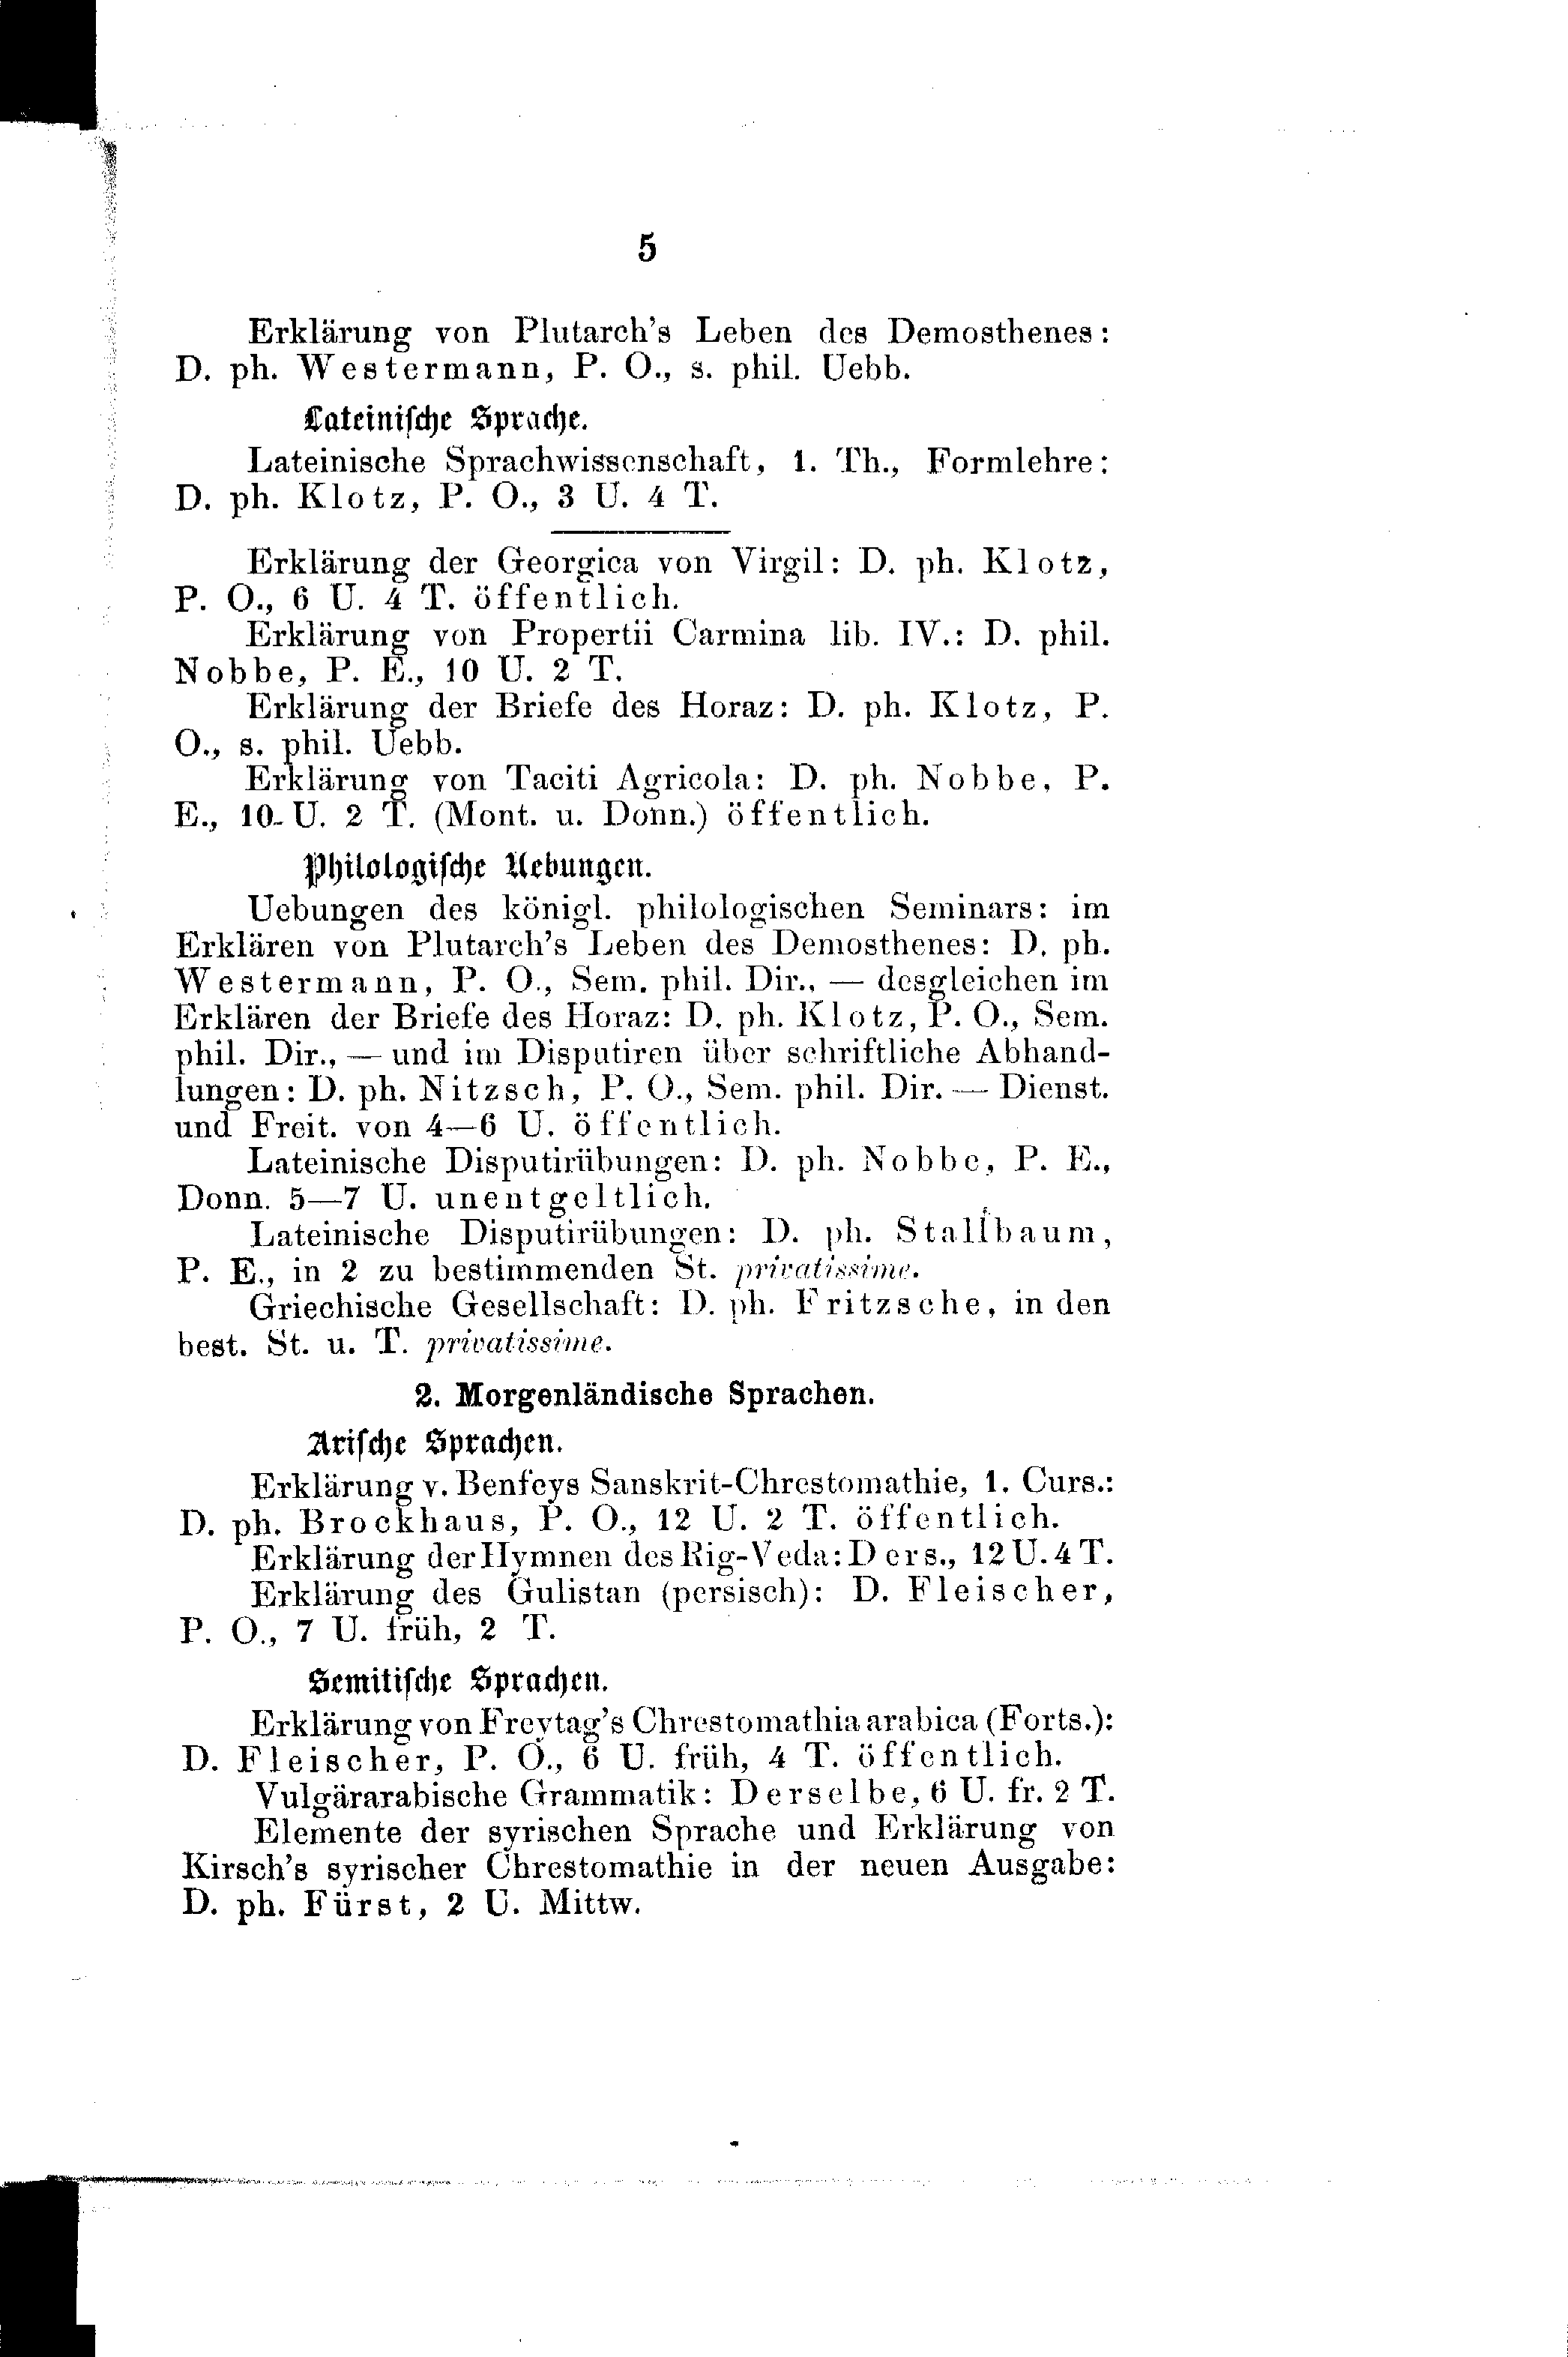 5
Erklärung von Plutarch's Leben des Demosthenes:
D. ph. Westermann, P. O., s. phil. Uebb.
Lateinische Sprache.
Lateinische Sprachwissenschaft, 1. Th., Formlehre:
D. ph. Klotz, P. O., 3 U. 4 T.
Erklärung der Georgica von Virgil: D. ph. Klotz,
P. O., 6 U. 4 T. öffentlich.
Erklärung von Propertii Carmina lib. IV.: D. phil.
Nobbe, P. E., 10 U. 2 T.
Erklärung der Briefe des Horaz: D. ph. Klotz, P.
O., s. phil. Uebb.
Erklärung von Taciti Agricola: D. ph. Nobbe, P.
E., 10 U. 2 T. (Mont. u. Donn.) öffentlich.
Philologische Uebungen.
Uebungen des königl. philologischen Seminars: im
Erklären von Plutarch's Leben des Demosthenes: D. ph.
Westermann, P. O., Sem. phil. Dir., — desgleichen im
Erklären der Briefe des Horaz: D. ph. Klotz, P. O., Sem.
phil. Dir., — und im Disputiren über schriftliche Abhand-
lungen: D. ph. Nitzsch, P. O., Sem. phil. Dir. — Dienst.
und Freit. von 4—6 U. öffentlich.
Lateinische Disputirübungen: D. ph. Nobbe, P. E.,
Donn. 5—7 U. unentgeltlich.
Lateinische Disputirübungen: D. ph. Stallbaum,
P. E., in 2 zu bestimmenden St. privatissime.
Griechische Gesellschaft: D. ph. Fritzsche, in den
best. St. u. T. privatissime.
2. Morgenländische Sprachen.
Arische Sprachen.
Erklärung v. Benfeys Sanskrit-Chrestomathie, 1. Curs.:
D. ph. Brockhaus, P. O., 12 U. 2 T. öffentlich.
Erklärung der Hymnen des Rig-Veda: Ders., 12 U. 4 T.
Erklärung des Gulistan (persisch): D. Fleischer,
P. O., 7 U. früh, 2 T.
Semitische Sprachen.
Erklärung von Freytag's Chrestomathia arabica (Forts.):
D. Fleischer, P. O., 6 U. früh, 4 T. öffentlich.
Vulgärarabische Grammatik: Derselbe, 6 U. fr. 2 T.
Elemente der syrischen Sprache und Erklärung von
Kirsch's syrischer Chrestomathie in der neuen Ausgabe:
D. ph. Fürst, 2 U. Mittw.